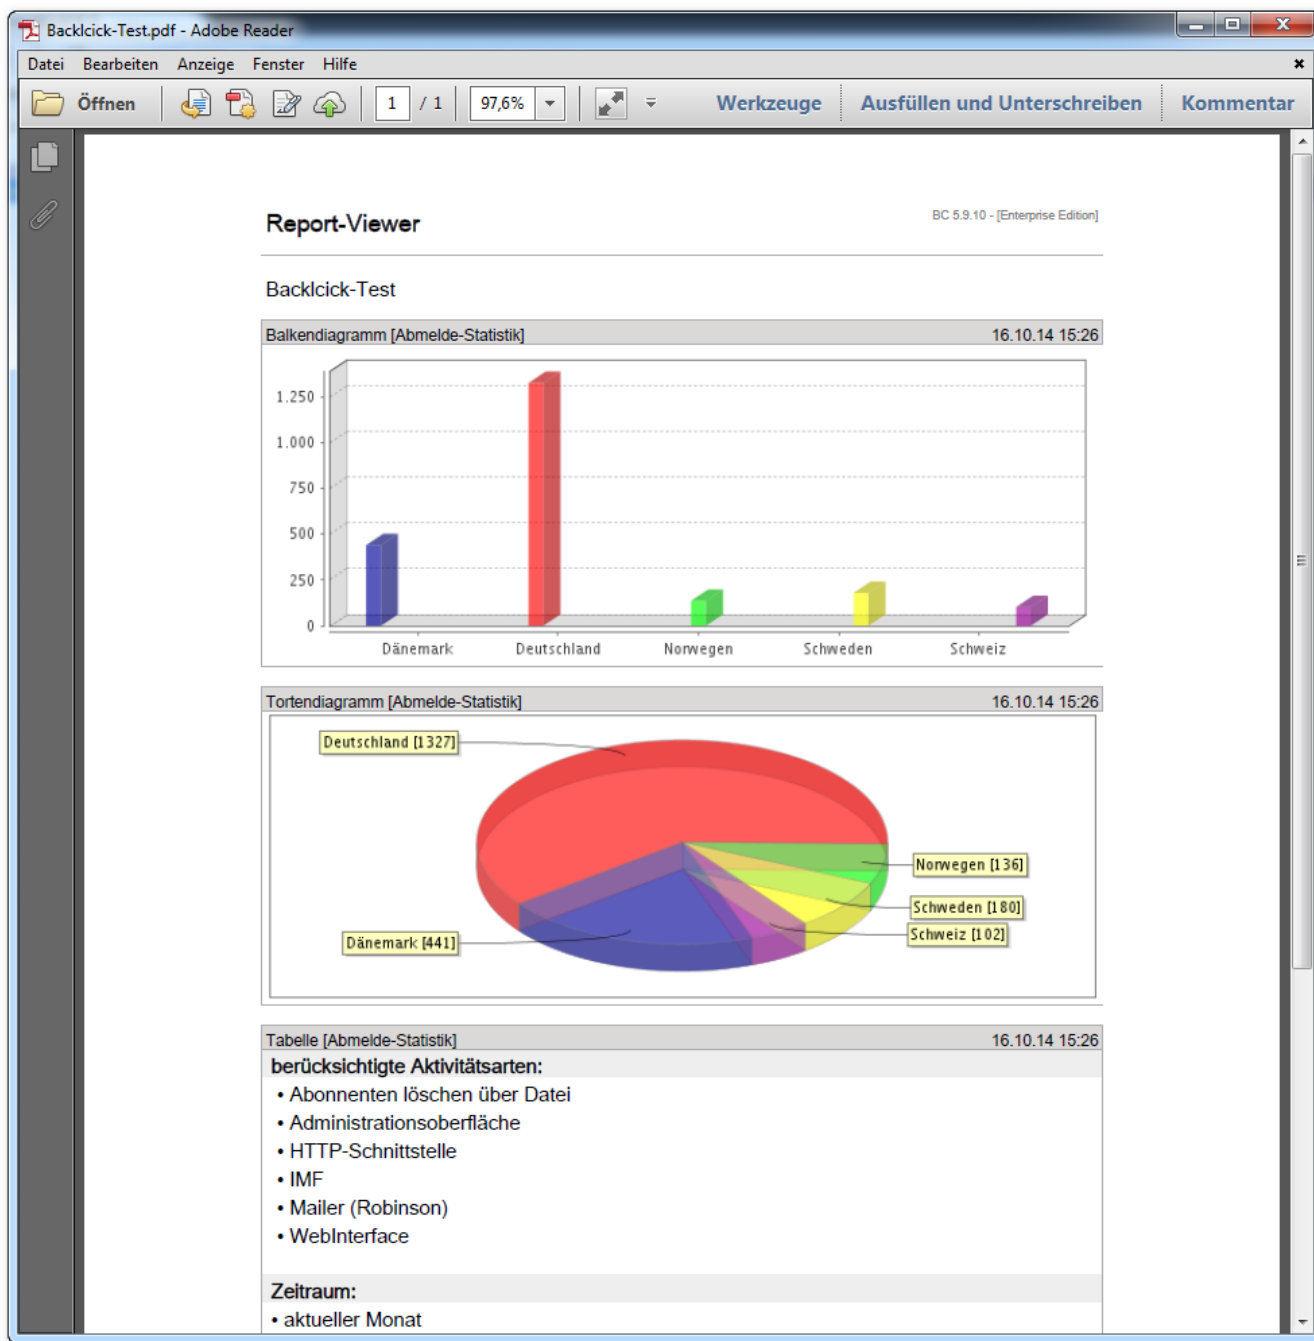 Backlcick-Test.pdf - Adobe Reader
Datei Bearbeiten Anzeige Fenster Hilfe
Öffnen 1 / 1 97,6% Werkzeuge Ausfüllen und Unterschreiben Kommentar
Report-Viewer BC 5.9.10 - [Enterprise Edition]
Backlcick-Test
Balkendiagramm [Abmelde-Statistik] 16.10.14 15:26
1.250
1.000
750
500
250
0
Dänemark Deutschland Norwegen Schweden Schweiz
Tortendiagramm [Abmelde-Statistik] 16.10.14 15:26
Deutschland [1327]
Norwegen [136]
Schweden [180]
Schweiz [102]
Dänemark [441]
Tabelle [Abmelde-Statistik] 16.10.14 15:26
berücksichtigte Aktivitätsarten:
• Abonnenten löschen über Datei
• Administrationsoberfläche
• HTTP-Schnittstelle
• IMF
• Mailer (Robinson)
• WebInterface
Zeitraum:
• aktueller Monat